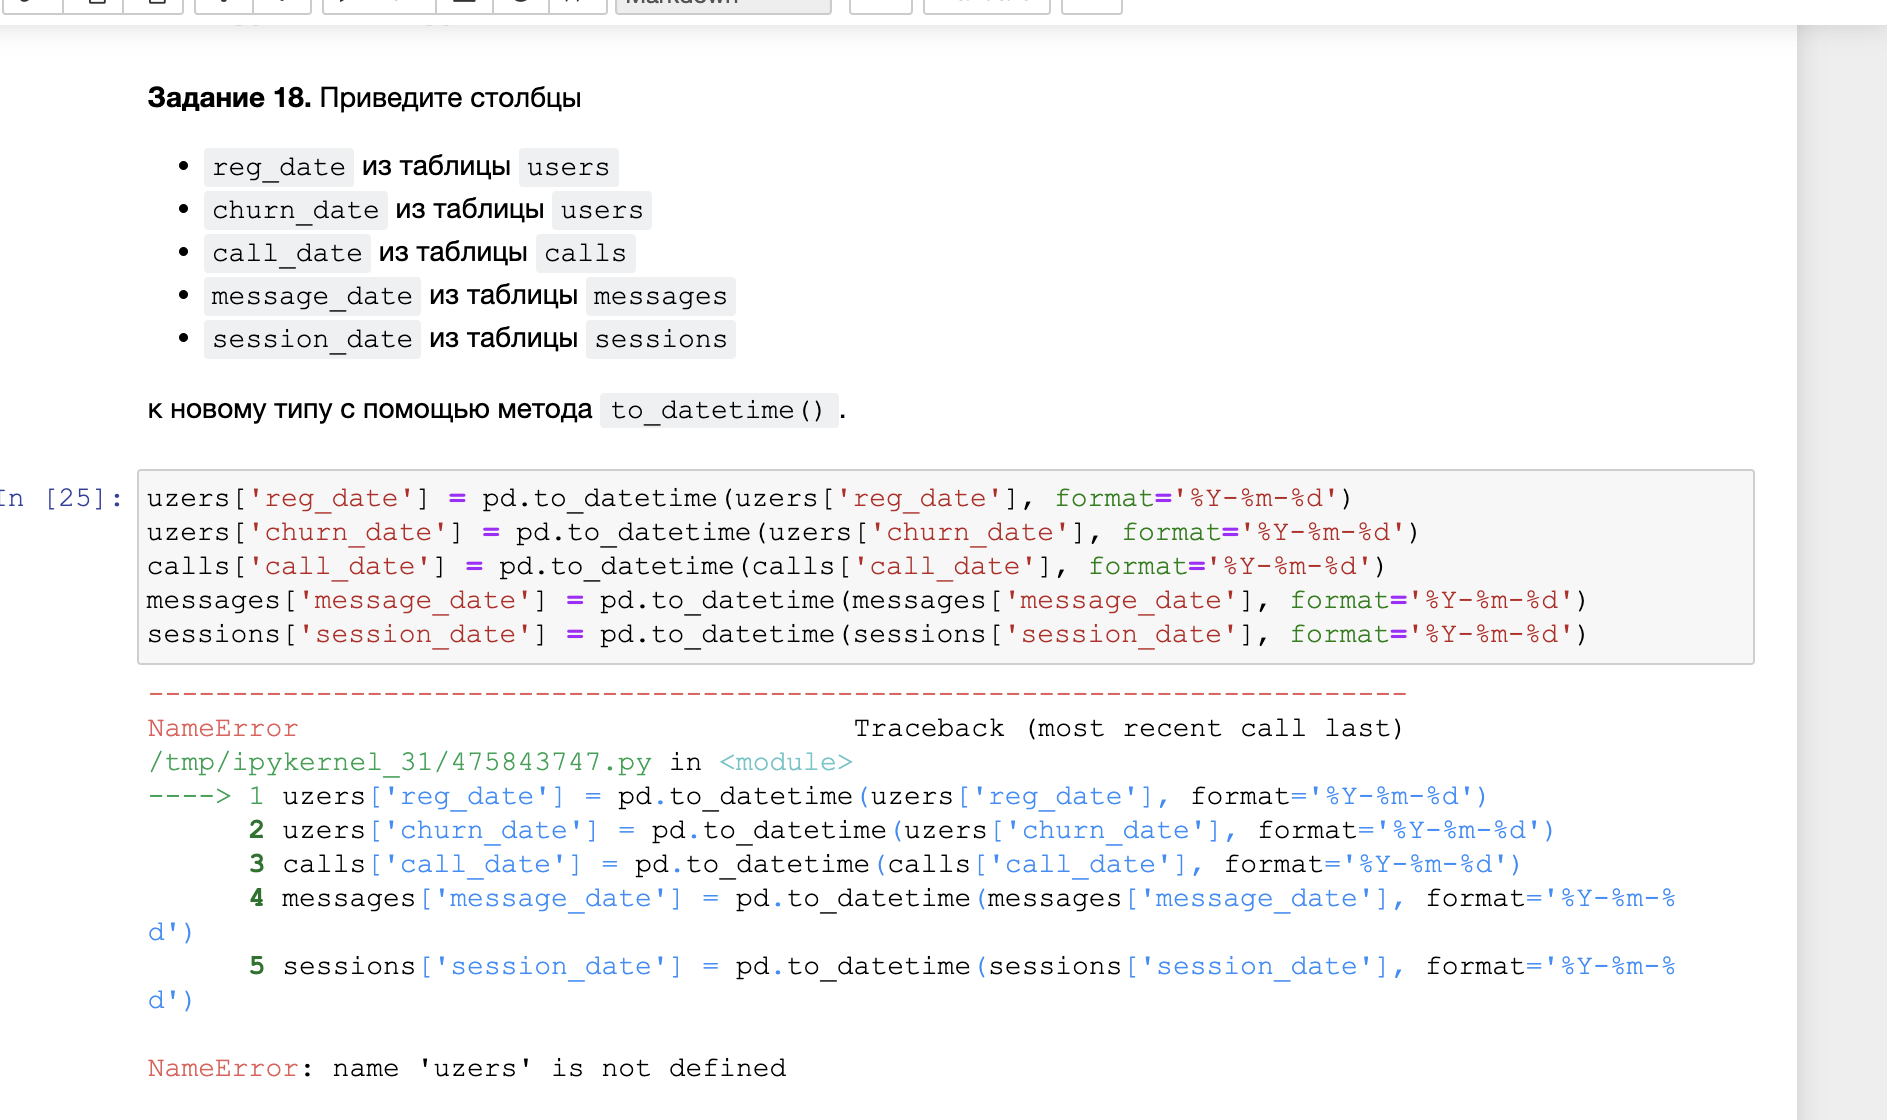 Задание 18. Приведите столбцы
• reg_date из таблицы users
• churn_date из таблицы users
• call_date из таблицы calls
• message_date из таблицы messages
• session_date из таблицы sessions
к новому типу с помощью метода to_datetime() .
In [25]: uzers['reg_date'] = pd.to_datetime(uzers['reg_date'], format='%Y-%m-%d')
uzers['churn_date'] = pd.to_datetime(uzers['churn_date'], format='%Y-%m-%d')
calls['call_date'] = pd.to_datetime(calls['call_date'], format='%Y-%m-%d')
messages['message_date'] = pd.to_datetime(messages['message_date'], format='%Y-%m-%d')
sessions['session_date'] = pd.to_datetime(sessions['session_date'], format='%Y-%m-%d')
---------------------------------------------------------------------------
NameError Traceback (most recent call last)
/tmp/ipykernel_31/475843747.py in <module>
----> 1 uzers['reg_date'] = pd.to_datetime(uzers['reg_date'], format='%Y-%m-%d')
2 uzers['churn_date'] = pd.to_datetime(uzers['churn_date'], format='%Y-%m-%d')
3 calls['call_date'] = pd.to_datetime(calls['call_date'], format='%Y-%m-%d')
4 messages['message_date'] = pd.to_datetime(messages['message_date'], format='%Y-%m-%
d')
5 sessions['session_date'] = pd.to_datetime(sessions['session_date'], format='%Y-%m-%
d')
NameError: name 'uzers' is not defined